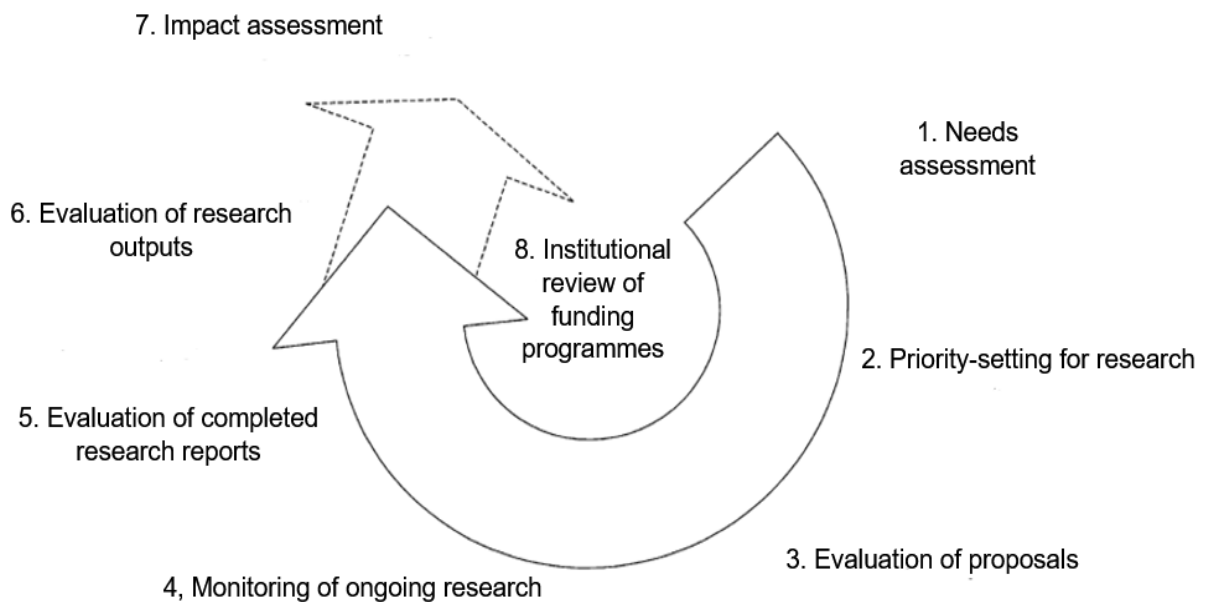 7. Impact assessment
1. Needs
assessment
6. Evaluation of research
outputs
8. Institutional
review of
funding
programmes
2. Priority-setting for research
5. Evaluation of completed
research reports
3. Evaluation of proposals
4, Monitoring of ongoing research